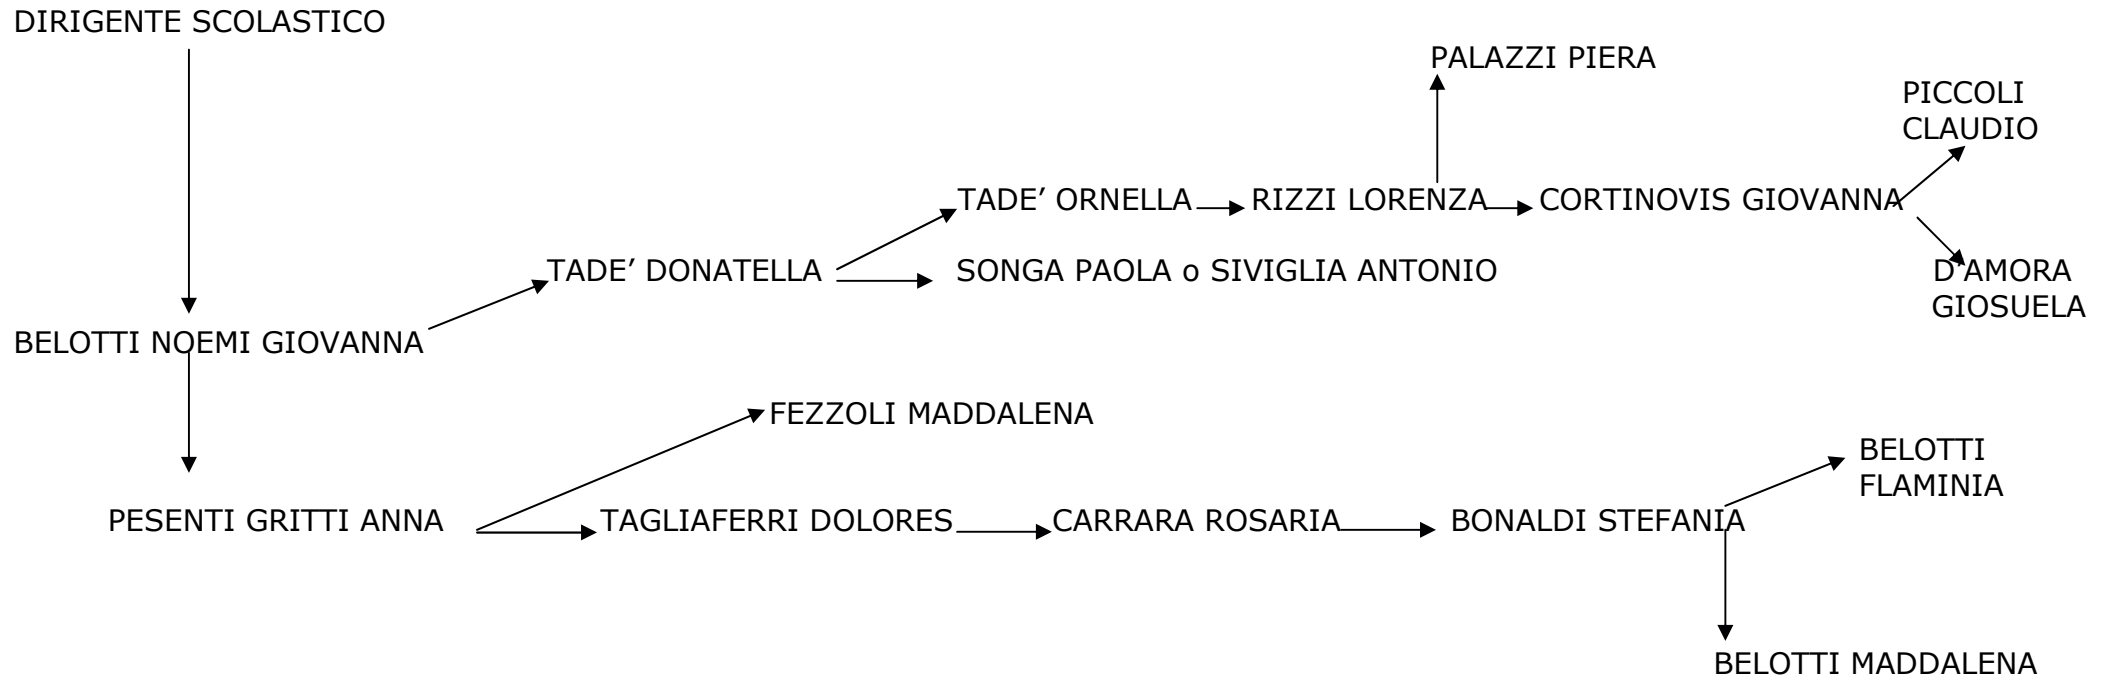 DIRIGENTE SCOLASTICO
PALAZZI PIERA
PICCOLI
CLAUDIO
TADE’ ORNELLA
RIZZI LORENZA
CORTINOVIS GIOVANNA
TADE’ DONATELLA
SONGA PAOLA o SIVIGLIA ANTONIO
D’AMORA
GIOSUELA
BELOTTI NOEMI GIOVANNA
FEZZOLI MADDALENA
BELOTTI
FLAMINIA
PESENTI GRITTI ANNA
TAGLIAFERRI DOLORES
CARRARA ROSARIA
BONALDI STEFANIA
BELOTTI MADDALENA